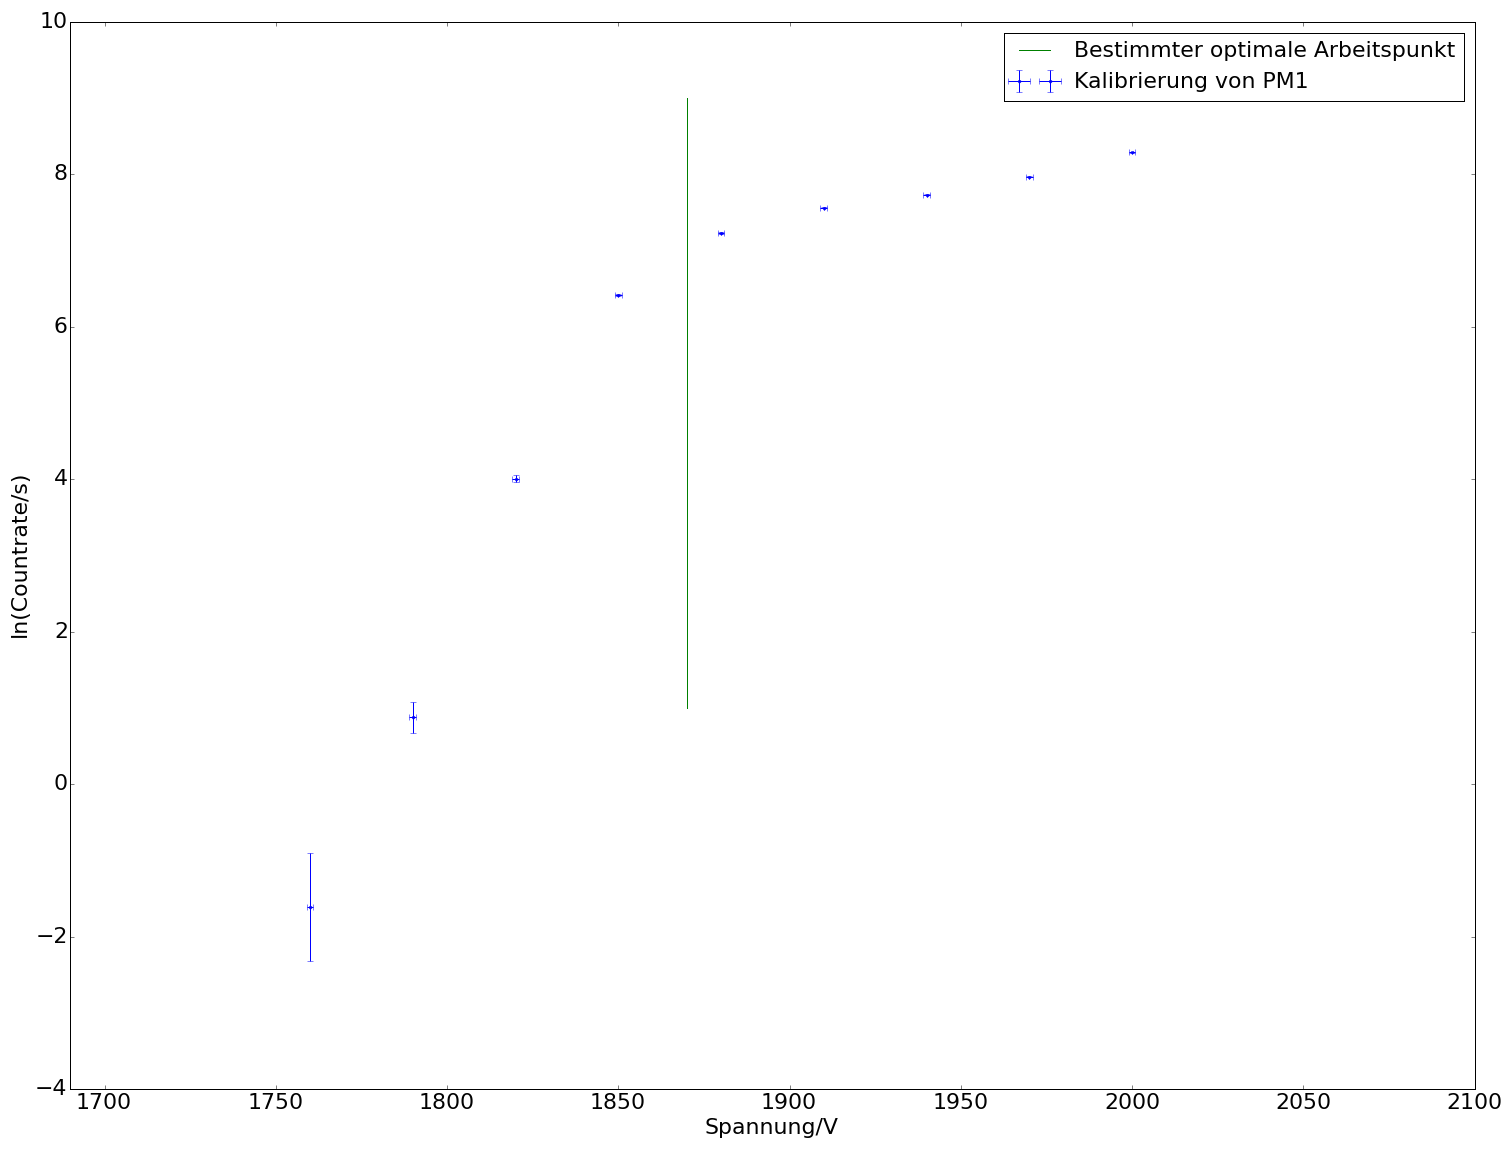 10
8
6
4
2
0
−2
−4
ln(Countrate/s)
Bestimmter optimale Arbeitspunkt
Kalibrierung von PM1
1700 1750 1800 1850 1900 1950 2000 2050 2100
Spannung/V